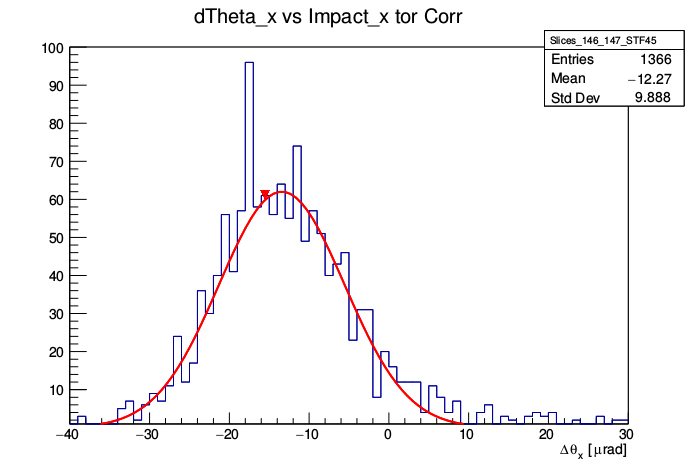 dTheta_x vs Impact_x tor Corr
Slices_146_147_STF45
Entries 1366
Mean −12.27
Std Dev 9.888
100
90
80
70
60
50
40
30
20
10
−40 −30 −20 −10 0 10 20 30
Δθx [μrad]